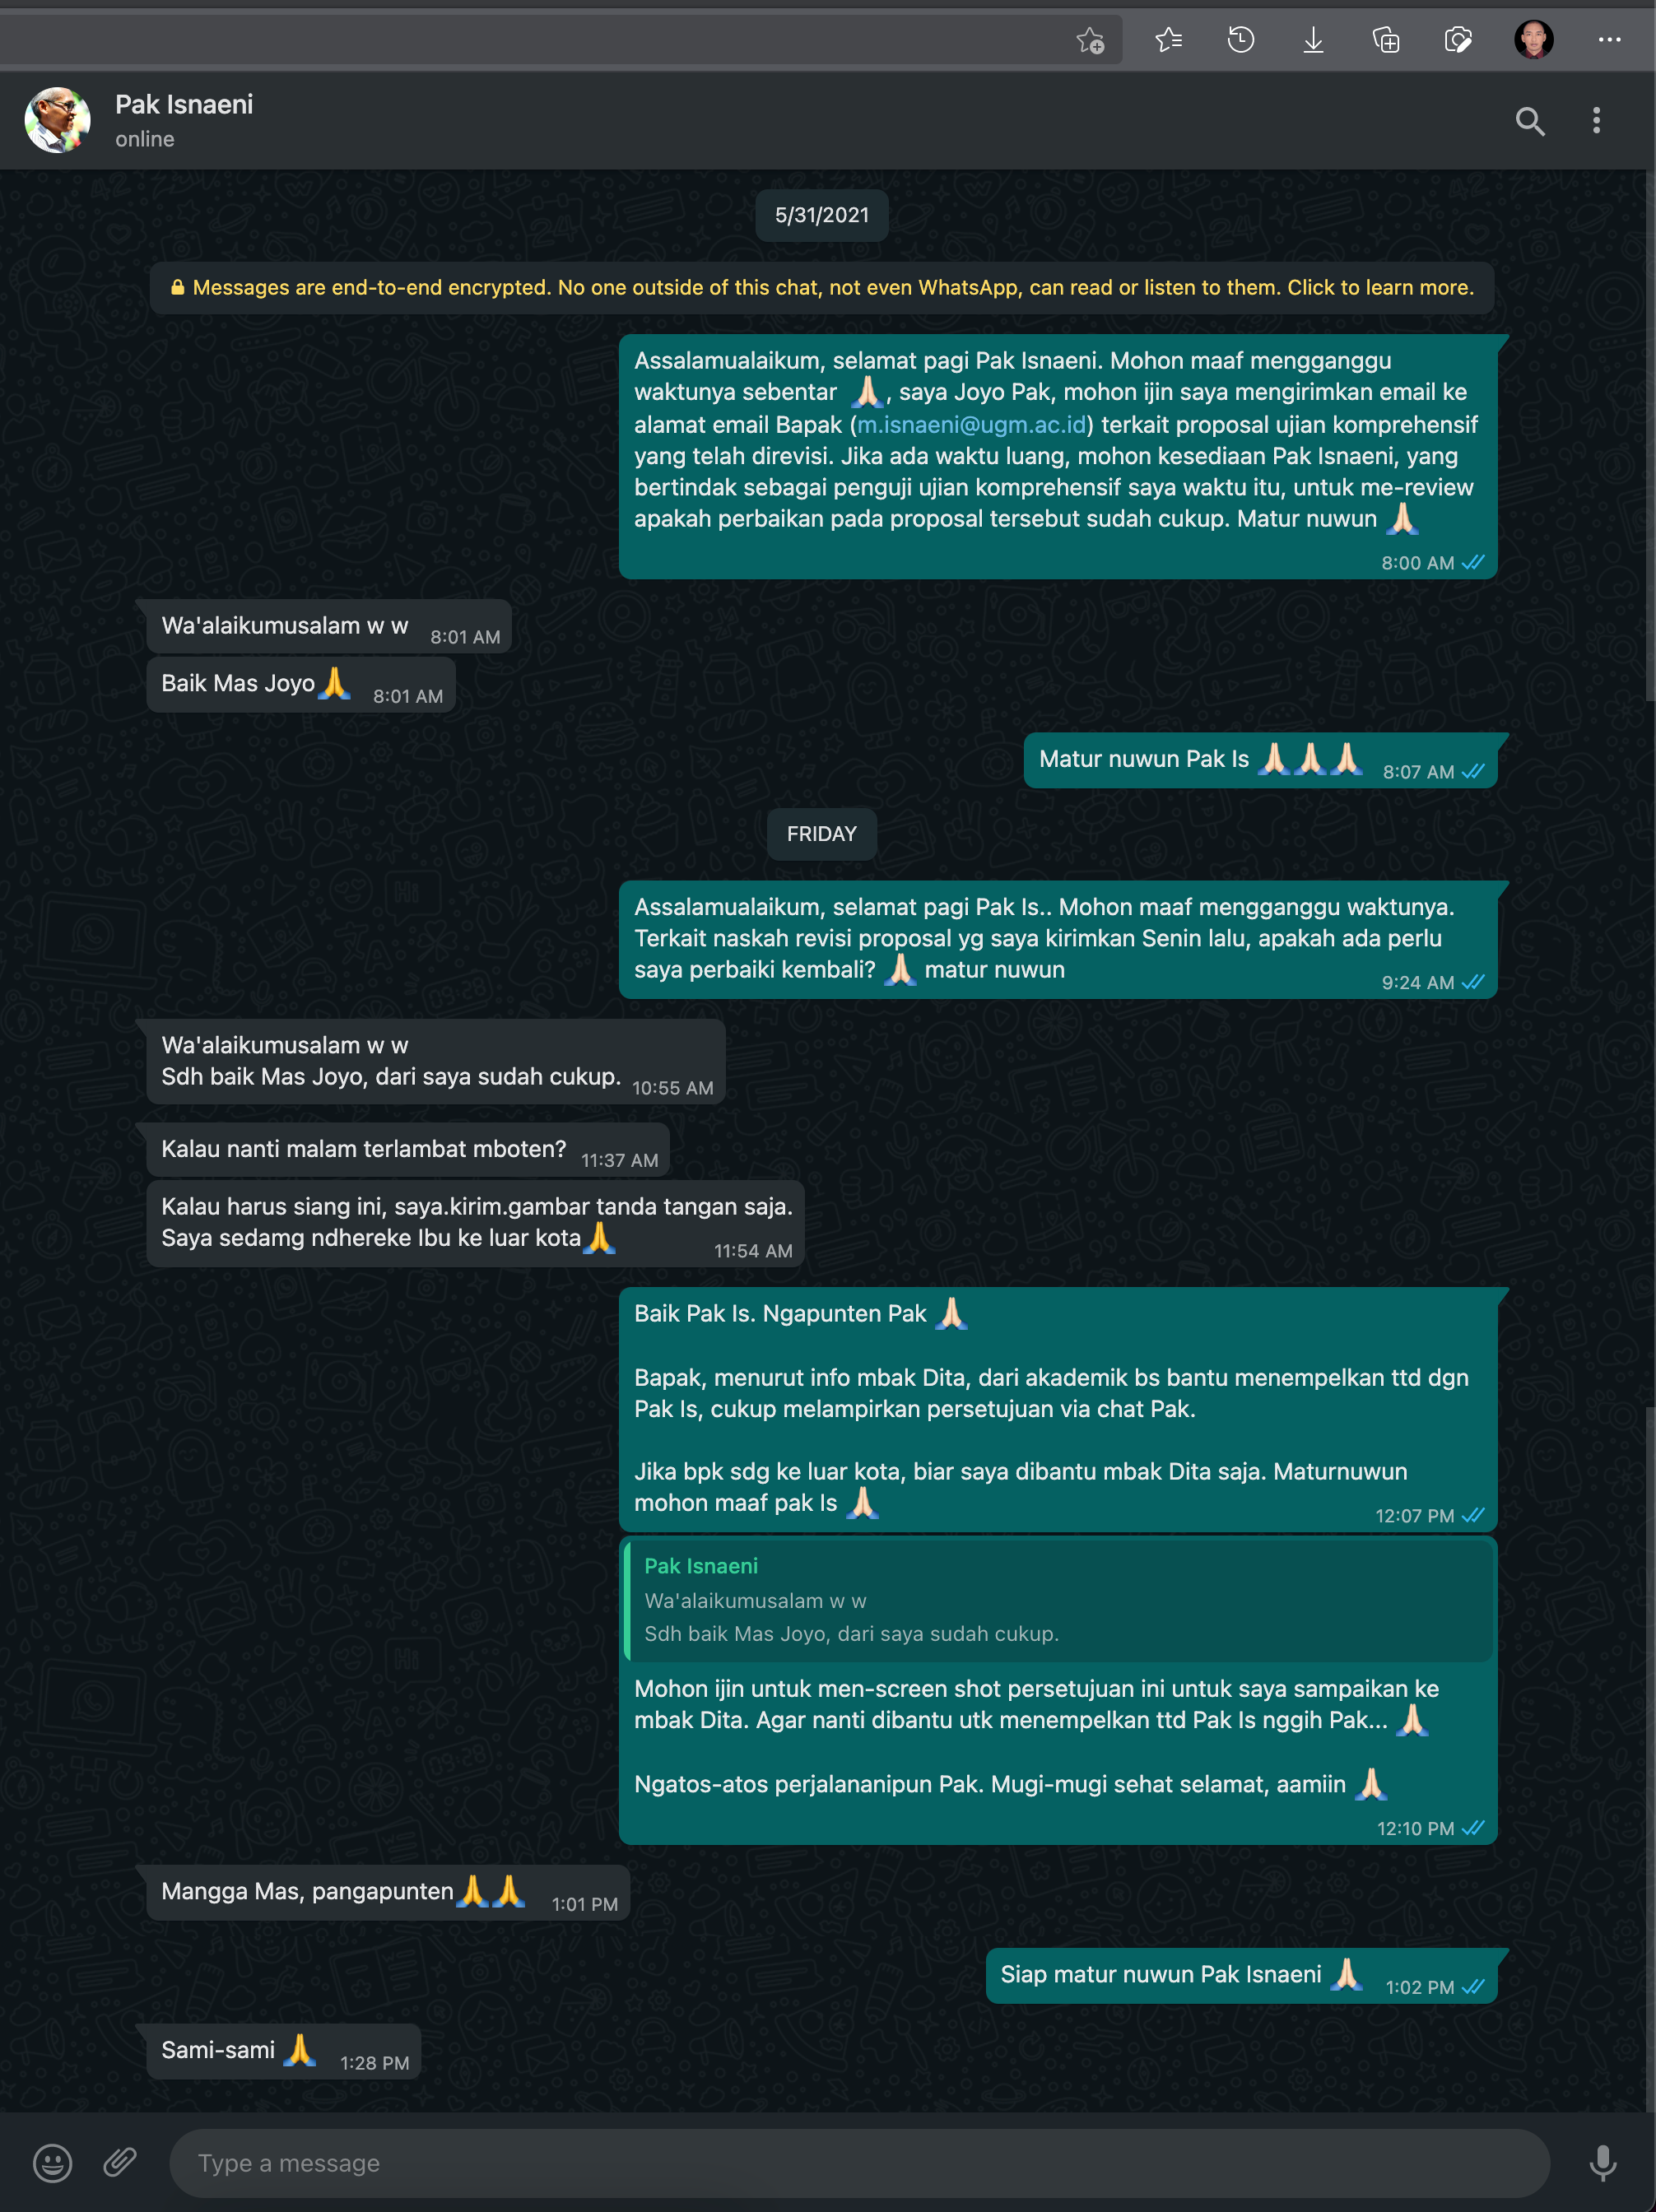 Pak Isnaeni
online
5/31/2021
Messages are end-to-end encrypted. No one outside of this chat, not even WhatsApp, can read or listen to them. Click to learn more.
Assalamualaikum, selamat pagi Pak Isnaeni. Mohon maaf mengganggu
waktunya sebentar 🙏🏻, saya Joyo Pak, mohon ijin saya mengirimkan email ke
alamat email Bapak (m.isnaeni@ugm.ac.id) terkait proposal ujian komprehensif
yang telah direvisi. Jika ada waktu luang, mohon kesediaan Pak Isnaeni, yang
bertindak sebagai penguji ujian komprehensif saya waktu itu, untuk me-review
apakah perbaikan pada proposal tersebut sudah cukup. Matur nuwun 🙏🏻
8:00 AM
Wa'alaikumusalam w w 8:01 AM
Baik Mas Joyo🙏 8:01 AM
Matur nuwun Pak Is 🙏🏻🙏🏻🙏🏻 8:07 AM
FRIDAY
Assalamualaikum, selamat pagi Pak Is.. Mohon maaf mengganggu waktunya.
Terkait naskah revisi proposal yg saya kirimkan Senin lalu, apakah ada perlu
saya perbaiki kembali? 🙏🏻 matur nuwun
9:24 AM
Wa'alaikumusalam w w
Sdh baik Mas Joyo, dari saya sudah cukup. 10:55 AM
Kalau nanti malam terlambat mboten? 11:37 AM
Kalau harus siang ini, saya.kirim.gambar tanda tangan saja.
Saya sedamg ndhereke Ibu ke luar kota🙏 11:54 AM
Baik Pak Is. Ngapunten Pak 🙏🏻
Bapak, menurut info mbak Dita, dari akademik bs bantu menempelkan ttd dgn
Pak Is, cukup melampirkan persetujuan via chat Pak.
Jika bpk sdg ke luar kota, biar saya dibantu mbak Dita saja. Maturnuwun
mohon maaf pak Is 🙏🏻
12:07 PM
Pak Isnaeni
Wa'alaikumusalam w w
Sdh baik Mas Joyo, dari saya sudah cukup.
Mohon ijin untuk men-screen shot persetujuan ini untuk saya sampaikan ke
mbak Dita. Agar nanti dibantu utk menempelkan ttd Pak Is nggih Pak... 🙏🏻
Ngatos-atos perjalananipun Pak. Mugi-mugi sehat selamat, aamiin 🙏🏻
12:10 PM
Mangga Mas, pangapunten🙏🙏 1:01 PM
Siap matur nuwun Pak Isnaeni 🙏🏻 1:02 PM
Sami-sami 🙏 1:28 PM
Type a message